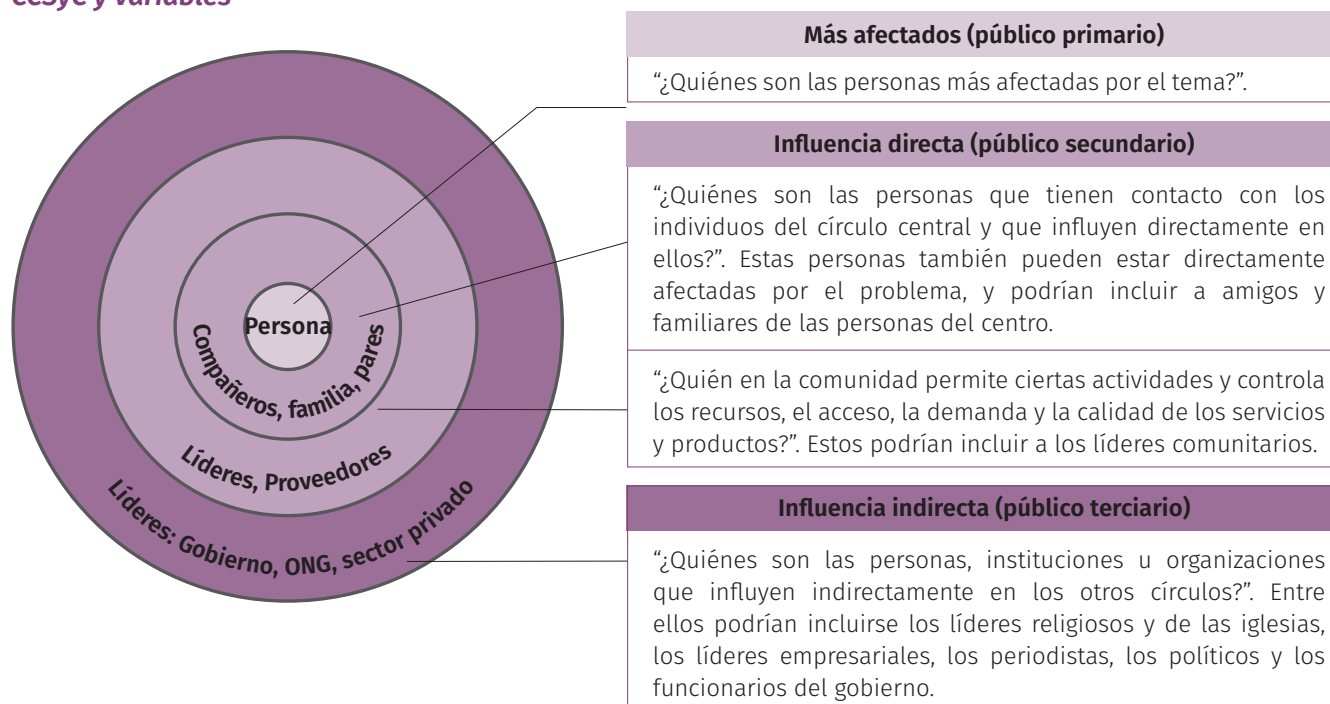 Más afectados (público primario)
“¿Quiénes son las personas más afectadas por el tema?”.
Influencia directa (público secundario)
“¿Quiénes son las personas que tienen contacto con los
individuos del círculo central y que influyen directamente en
ellos?”. Estas personas también pueden estar directamente
afectadas por el problema, y podrían incluir a amigos y
familiares de las personas del centro.
“¿Quién en la comunidad permite ciertas actividades y controla
los recursos, el acceso, la demanda y la calidad de los servicios
y productos?”. Estos podrían incluir a los líderes comunitarios.
Influencia indirecta (público terciario)
“¿Quiénes son las personas, instituciones u organizaciones
que influyen indirectamente en los otros círculos?”. Entre
ellos podrían incluirse los líderes religiosos y de las iglesias,
los líderes empresariales, los periodistas, los políticos y los
funcionarios del gobierno.
Persona
Compañeros, familia, pares
Líderes, Proveedores
Líderes: Gobierno, ONG, sector privado